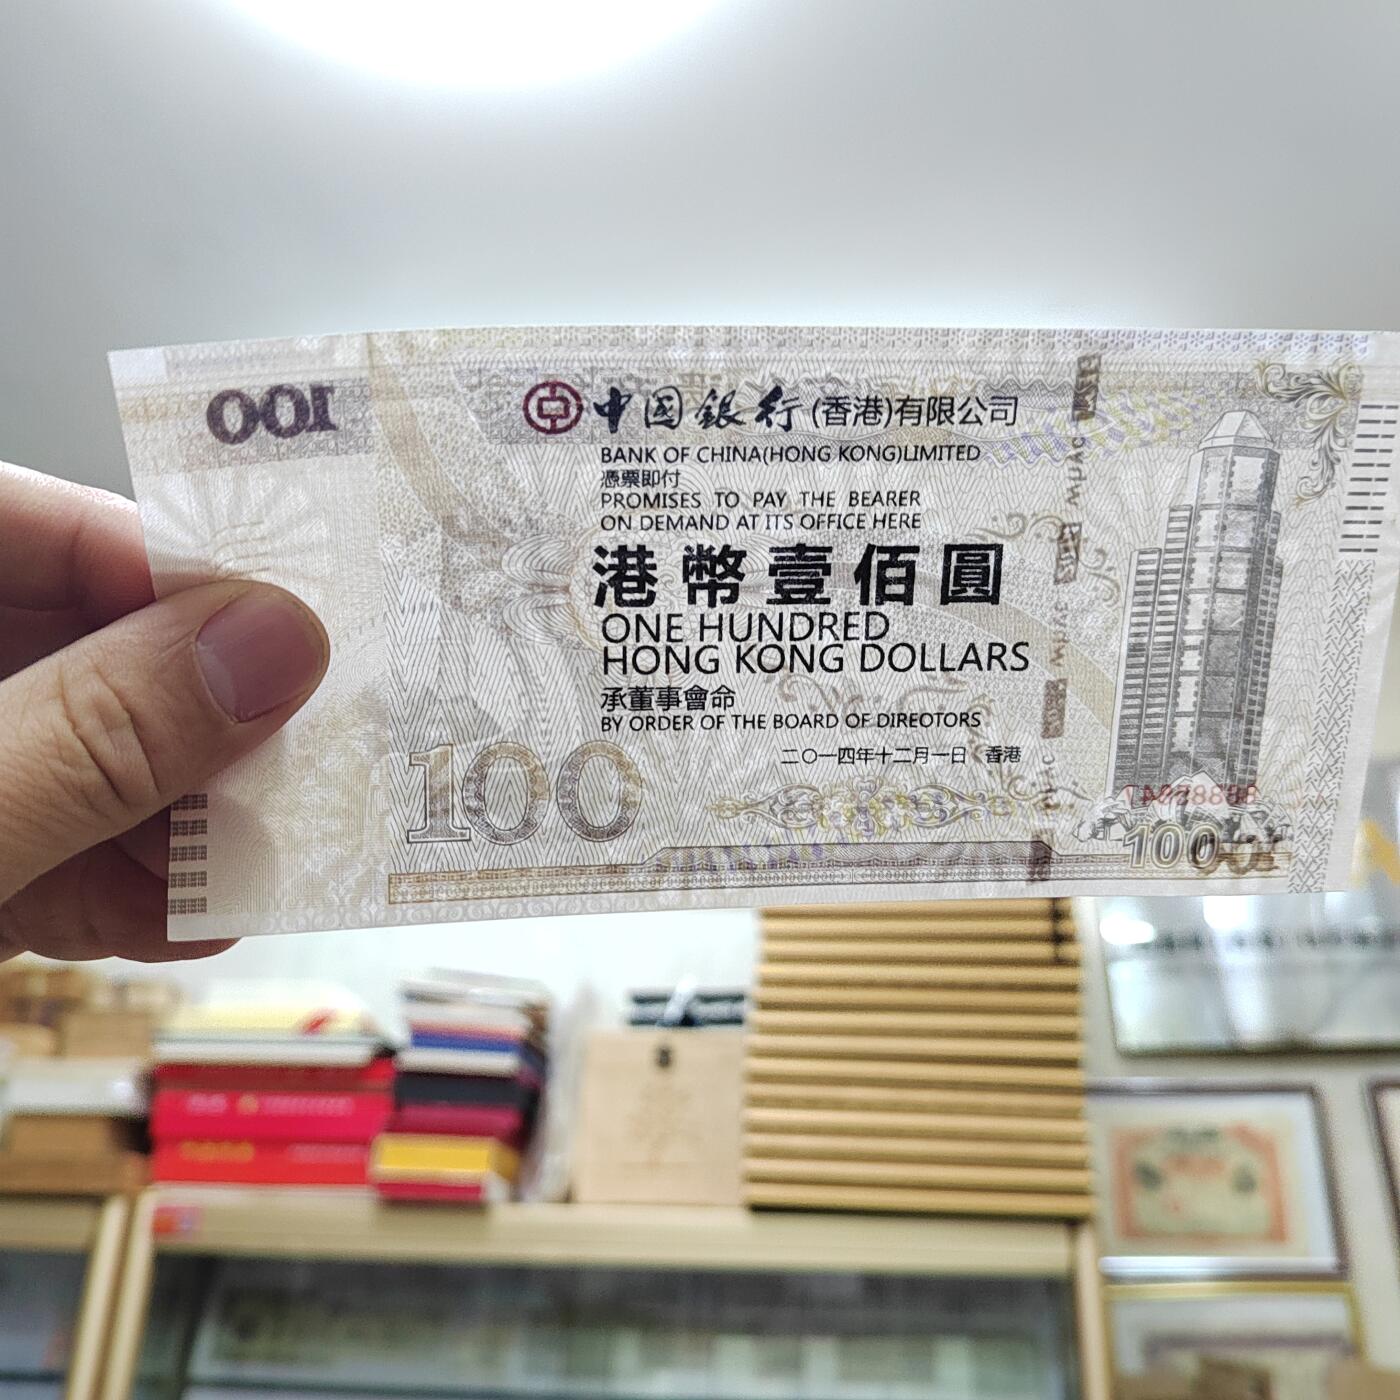 001
中国銀行(香港)有限公司
BANK OF CHINA(HONG KONG)LIMITED
憑票即付
PROMISES TO PAY THE BEARER
ON DEMAND AT ITS OFFICE HERE
港幣壹佰圓
ONE HUNDRED
HONG KONG DOLLARS
承董事會命
BY ORDER OF THE BOARD OF DIREOTORS
二〇一四年十二月一日 香港
100
100